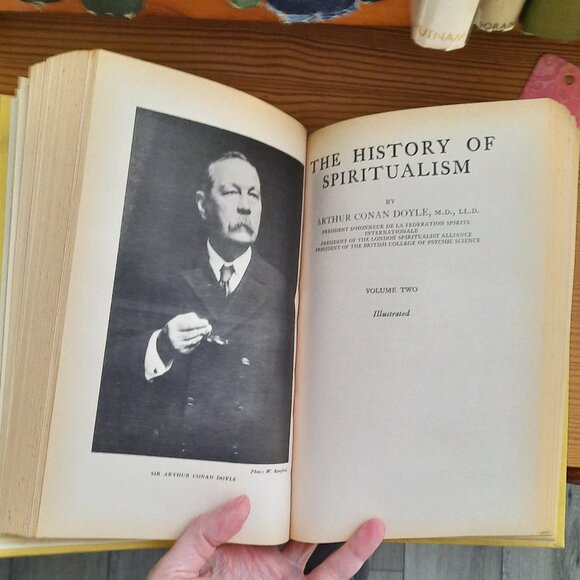 UTNAM
SIR ARTHUR CONAN DOYLE
Photo: W. Ransford
THE HISTORY OF
SPIRITUALISM
BY
ARTHUR CONAN DOYLE, M.D., LL.D.
PRÉSIDENT D'HONNEUR DE LA FÉDÉRATION SPIRITE
INTERNATIONALE
PRESIDENT OF THE LONDON SPIRITUALIST ALLIANCE
PRESIDENT OF THE BRITISH COLLEGE OF PSYCHIC SCIENCE
VOLUME TWO
Illustrated